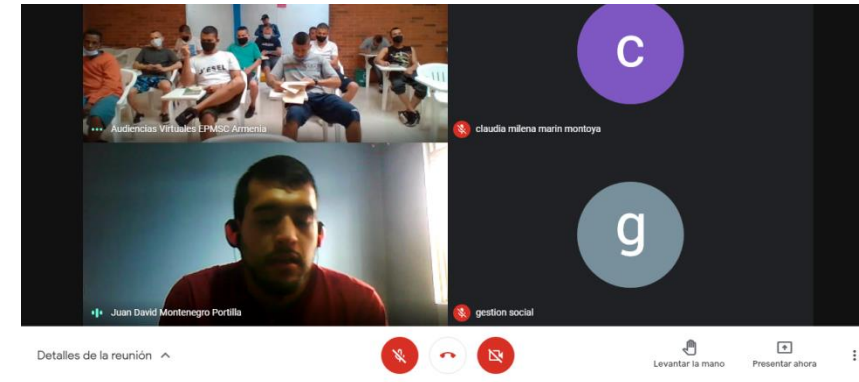 C
Audiencias Virtuales EPMSC Armenia
claudia milena marin montoya
g
Juan David Montenegro Portilla
gestion social
Detalles de la reunión
Levantar la mano
Presentar ahora